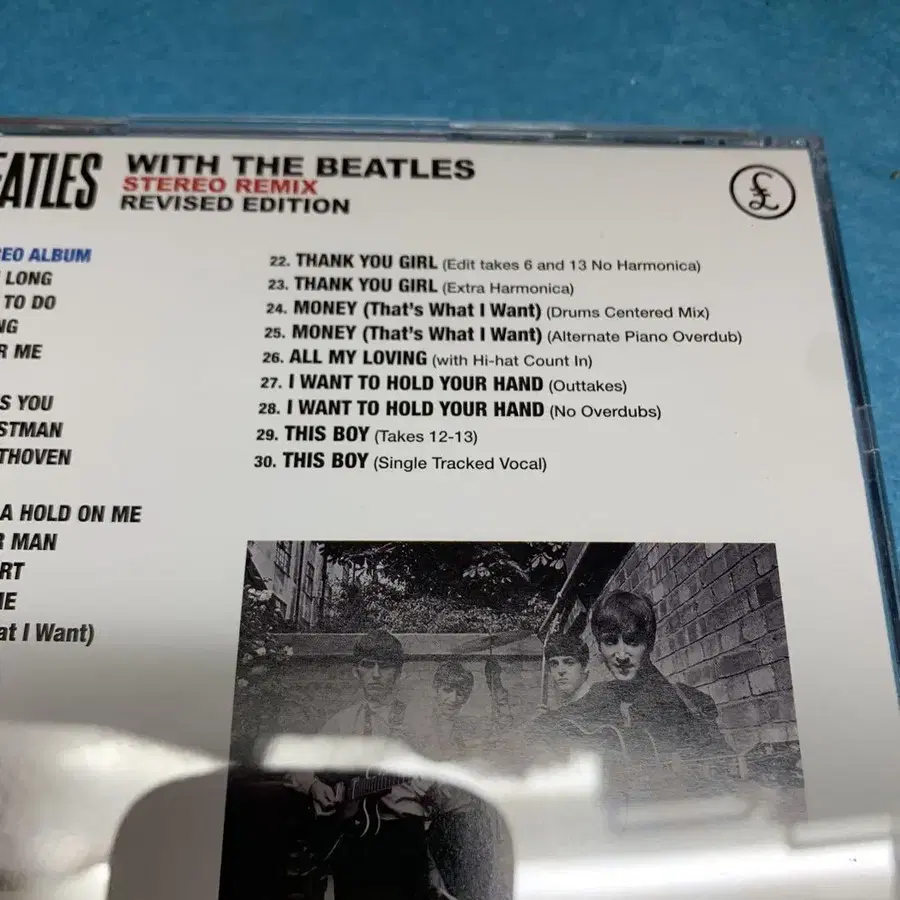 EATLES
WITH THE BEATLES
STEREO REMIX
REVISED EDITION
£
EO ALBUM
LONG
TO DO
NG
R ME
S YOU
STMAN
THOVEN
A HOLD ON ME
R MAN
RT
ME
at I Want)
22. THANK YOU GIRL (Edit takes 6 and 13 No Harmonica)
23. THANK YOU GIRL (Extra Harmonica)
24. MONEY (That's What I Want) (Drums Centered Mix)
25. MONEY (That's What I Want) (Alternate Piano Overdub)
26. ALL MY LOVING (with Hi-hat Count In)
27. I WANT TO HOLD YOUR HAND (Outtakes)
28. I WANT TO HOLD YOUR HAND (No Overdubs)
29. THIS BOY (Takes 12-13)
30. THIS BOY (Single Tracked Vocal)